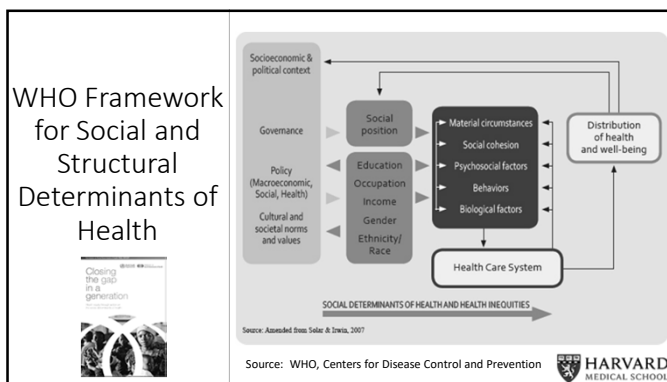 WHO Framework
for Social and
Structural
Determinants of
Health
Closing
the gap
in a
generation
Socioeconomic &
political context
Governance
Policy
(Macroeconomic,
Social, Health)
Cultural and
societal norms
and values
Social
position
Education
Occupation
Income
Gender
Ethnicity/
Race
Material circumstances
Social cohesion
Psychosocial factors
Behaviors
Biological factors
Health Care System
Distribution
of health
and well-being
SOCIAL DETERMINANTS OF HEALTH AND HEALTH INEQUITIES
Source: Amended from Solar & Irwin, 2007
Source: WHO, Centers for Disease Control and Prevention
HARVARD
MEDICAL SCHOOL